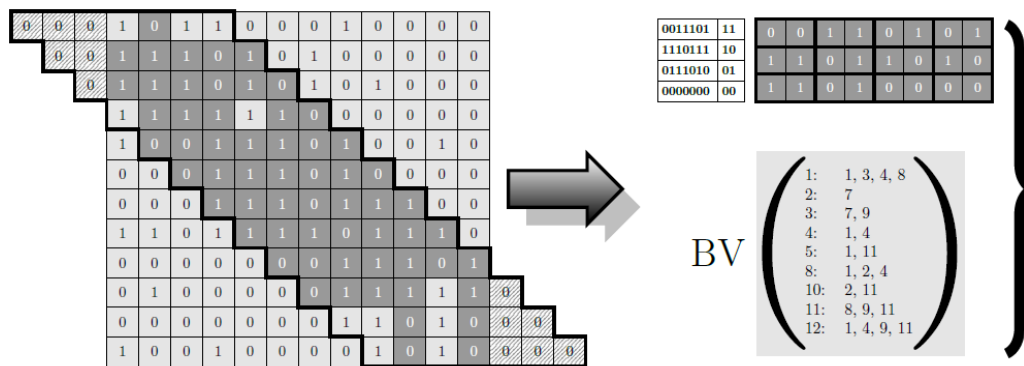 0 0 0 1 0 1 1 0 0 0 1 0 0 0 0
0 0 1 1 1 0 1 0 1 0 0 0 0 0
0 1 1 1 0 1 0 1 0 1 0 0 0
1 1 1 1 1 1 0 0 0 0 0 0
1 0 0 1 1 1 0 1 0 0 1 0
0 0 0 1 1 1 0 1 0 0 0 0
0 0 0 1 1 1 0 1 1 1 0 0
1 1 0 1 1 1 1 0 1 1 1 0
0 0 0 0 0 0 0 1 1 1 0 1
0 1 0 0 0 0 0 1 1 1 1 1 0
0 0 0 0 0 0 0 1 1 0 1 0 0 0
1 0 0 1 0 0 0 0 1 0 1 0 0 0 0
0011101 11
1110111 10
0111010 01
0000000 00
0 0 1 1 0 1 0 1
1 1 0 1 1 0 1 0
1 1 0 1 0 0 0 0
BV
1: 1, 3, 4, 8
2: 7
3: 7, 9
4: 1, 4
5: 1, 11
8: 1, 2, 4
10: 2, 11
11: 8, 9, 11
12: 1, 4, 9, 11